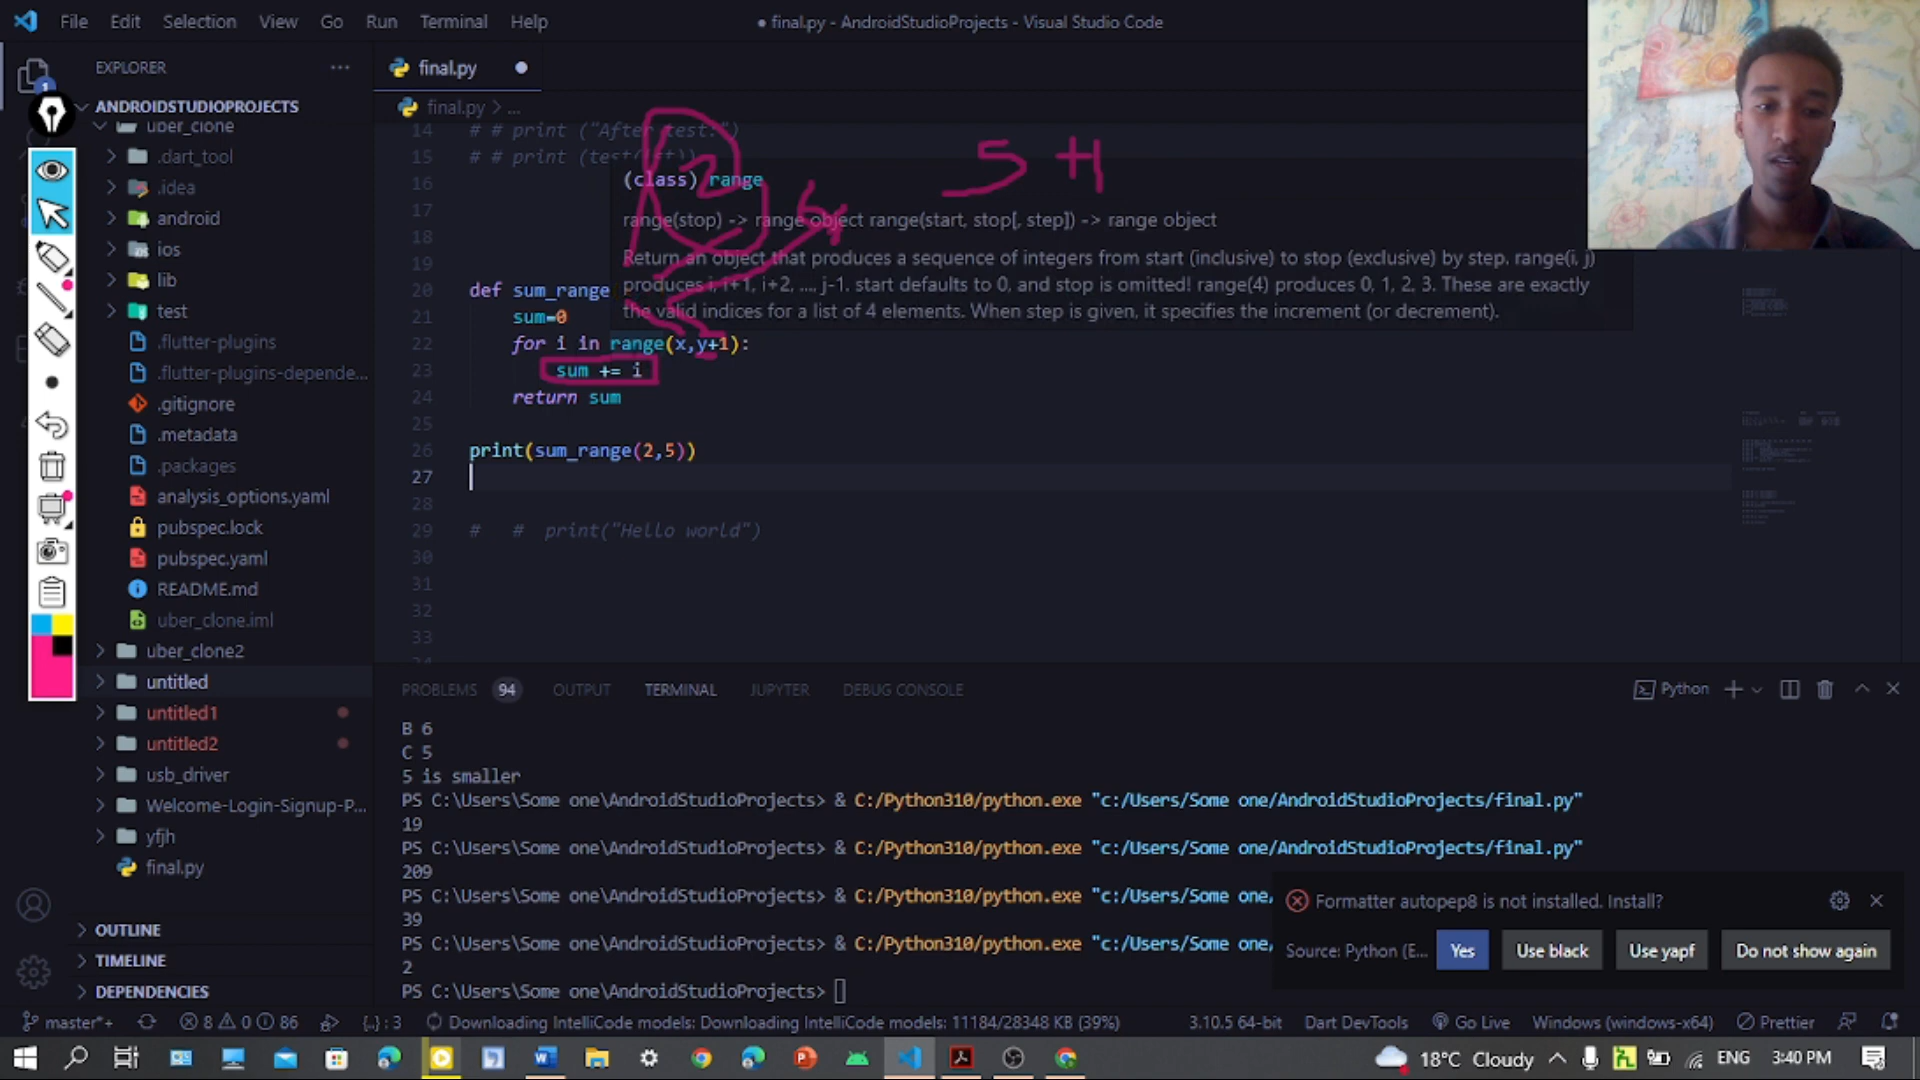 File Edit Selection View Go Run Terminal Help
● final.py - AndroidStudioProjects - Visual Studio Code
EXPLORER
ANDROIDSTUDIOPROJECTS
uber_clone
.dart_tool
.idea
android
ios
lib
test
.flutter-plugins
.flutter-plugins-depende...
.gitignore
.metadata
.packages
analysis_options.yaml
pubspec.lock
pubspec.yaml
README.md
uber_clone.iml
uber_clone2
untitled
untitled1
untitled2
usb_driver
Welcome-Login-Signup-P...
yfjh
final.py
OUTLINE
TIMELINE
DEPENDENCIES
final.py
final.py > ...
14 # # print ("After test:")
15 # # print (test(lst))
16
17
18
19
20 def sum_range
21 sum=0
22 for i in range(x,y+1):
23 sum += i
24 return sum
25
26 print(sum_range(2,5))
27
28
29 # # print("Hello world")
30
31
32
33
(class) range
range(stop) -> range object range(start, stop[, step]) -> range object
Return an object that produces a sequence of integers from start (inclusive) to stop (exclusive) by step. range(i, j)
produces i, i+1, i+2, ..., j-1. start defaults to 0, and stop is omitted! range(4) produces 0, 1, 2, 3. These are exactly
the valid indices for a list of 4 elements. When step is given, it specifies the increment (or decrement).
2
5
5 +1
PROBLEMS 94 OUTPUT TERMINAL JUPYTER DEBUG CONSOLE
Python
B 6
C 5
5 is smaller
PS C:\Users\Some one\AndroidStudioProjects> & C:/Python310/python.exe "c:/Users/Some one/AndroidStudioProjects/final.py"
19
PS C:\Users\Some one\AndroidStudioProjects> & C:/Python310/python.exe "c:/Users/Some one/AndroidStudioProjects/final.py"
209
PS C:\Users\Some one\AndroidStudioProjects> & C:/Python310/python.exe "c:/Users/Some one/
39
PS C:\Users\Some one\AndroidStudioProjects> & C:/Python310/python.exe "c:/Users/Some one/
2
PS C:\Users\Some one\AndroidStudioProjects>
Formatter autopep8 is not installed. Install?
Source: Python (E... Yes Use black Use yapf Do not show again
master*+ 8 0 86 {..} : 3 Downloading IntelliCode models: Downloading IntelliCode models: 11184/28348 KB (39%) 3.10.5 64-bit Dart DevTools Go Live Windows (windows-x64) Prettier
18°C Cloudy ENG 3:40 PM